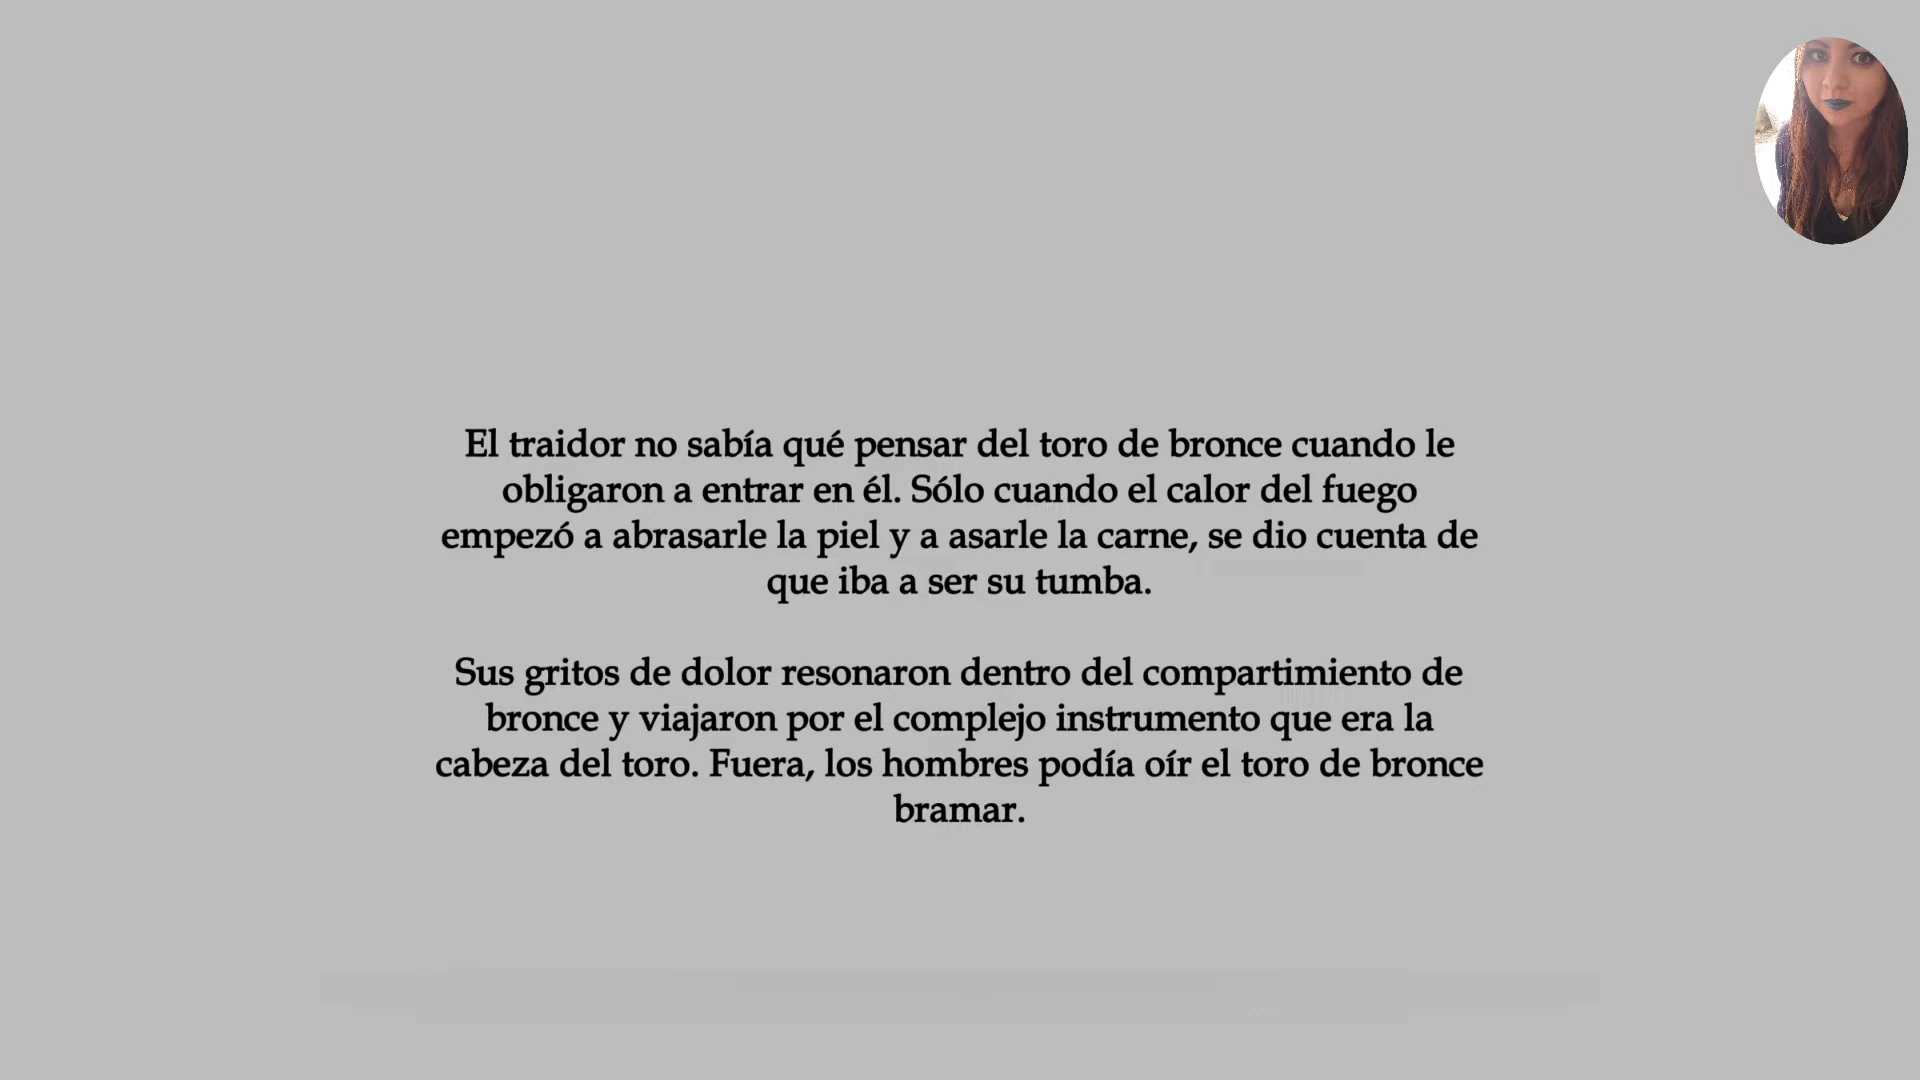 El traidor no sabía qué pensar del toro de bronce cuando le
obligaron a entrar en él. Sólo cuando el calor del fuego
empezó a abrasarle la piel y a asarle la carne, se dio cuenta de
que iba a ser su tumba.
Sus gritos de dolor resonaron dentro del compartimiento de
bronce y viajaron por el complejo instrumento que era la
cabeza del toro. Fuera, los hombres podía oír el toro de bronce
bramar.